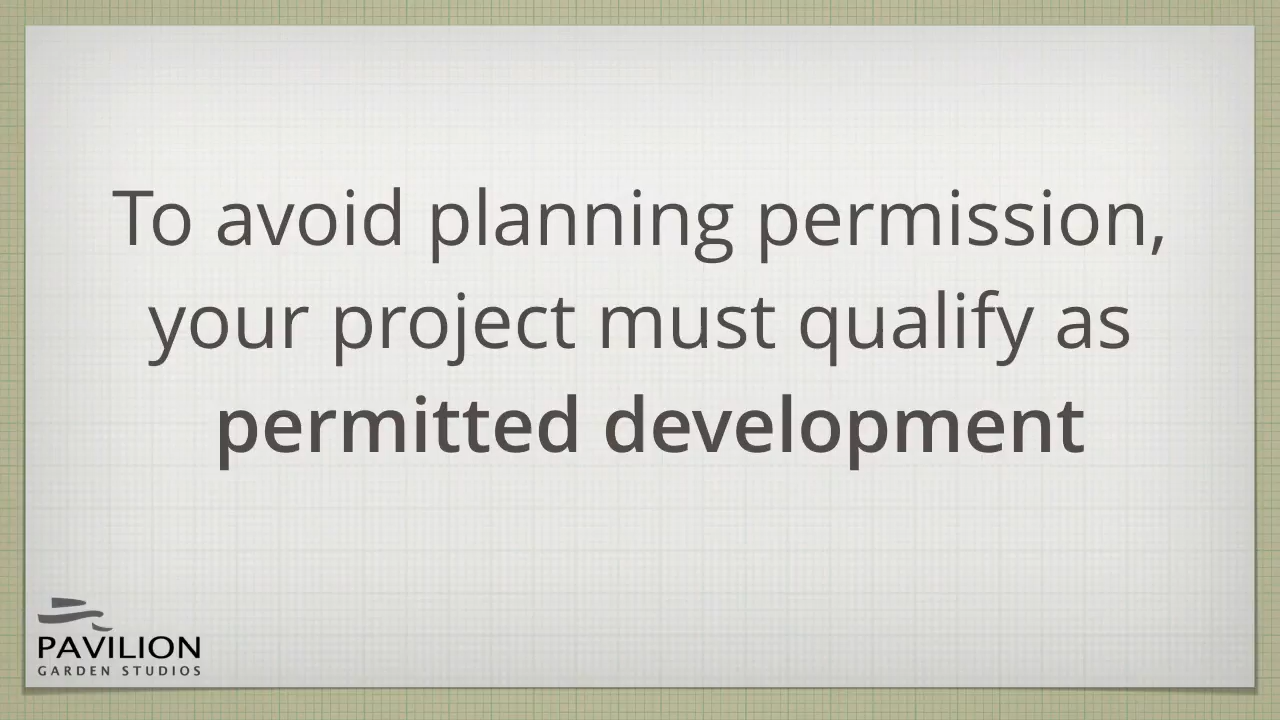 To avoid planning permission,
your project must qualify as
permitted development
PAVILION
GARDEN STUDIOS